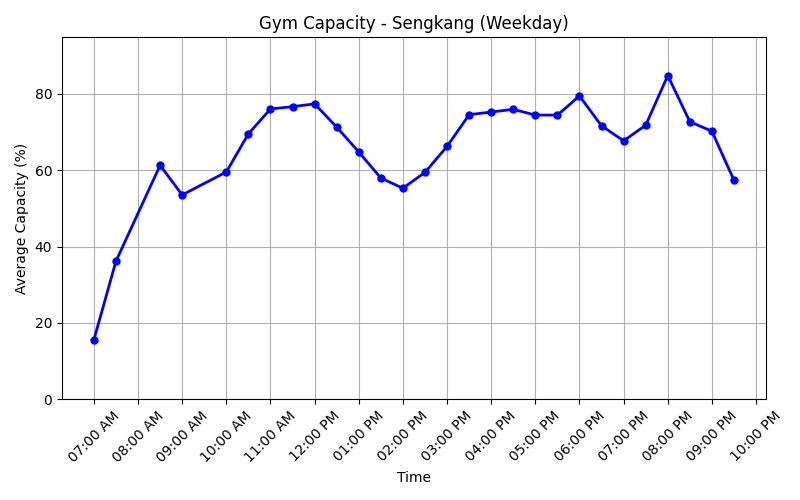 Gym Capacity - Sengkang (Weekday)
Average Capacity (%)
80
60
40
20
0
07:00 AM
08:00 AM
09:00 AM
10:00 AM
11:00 AM
12:00 PM
01:00 PM
02:00 PM
03:00 PM
04:00 PM
05:00 PM
06:00 PM
07:00 PM
08:00 PM
09:00 PM
10:00 PM
Time